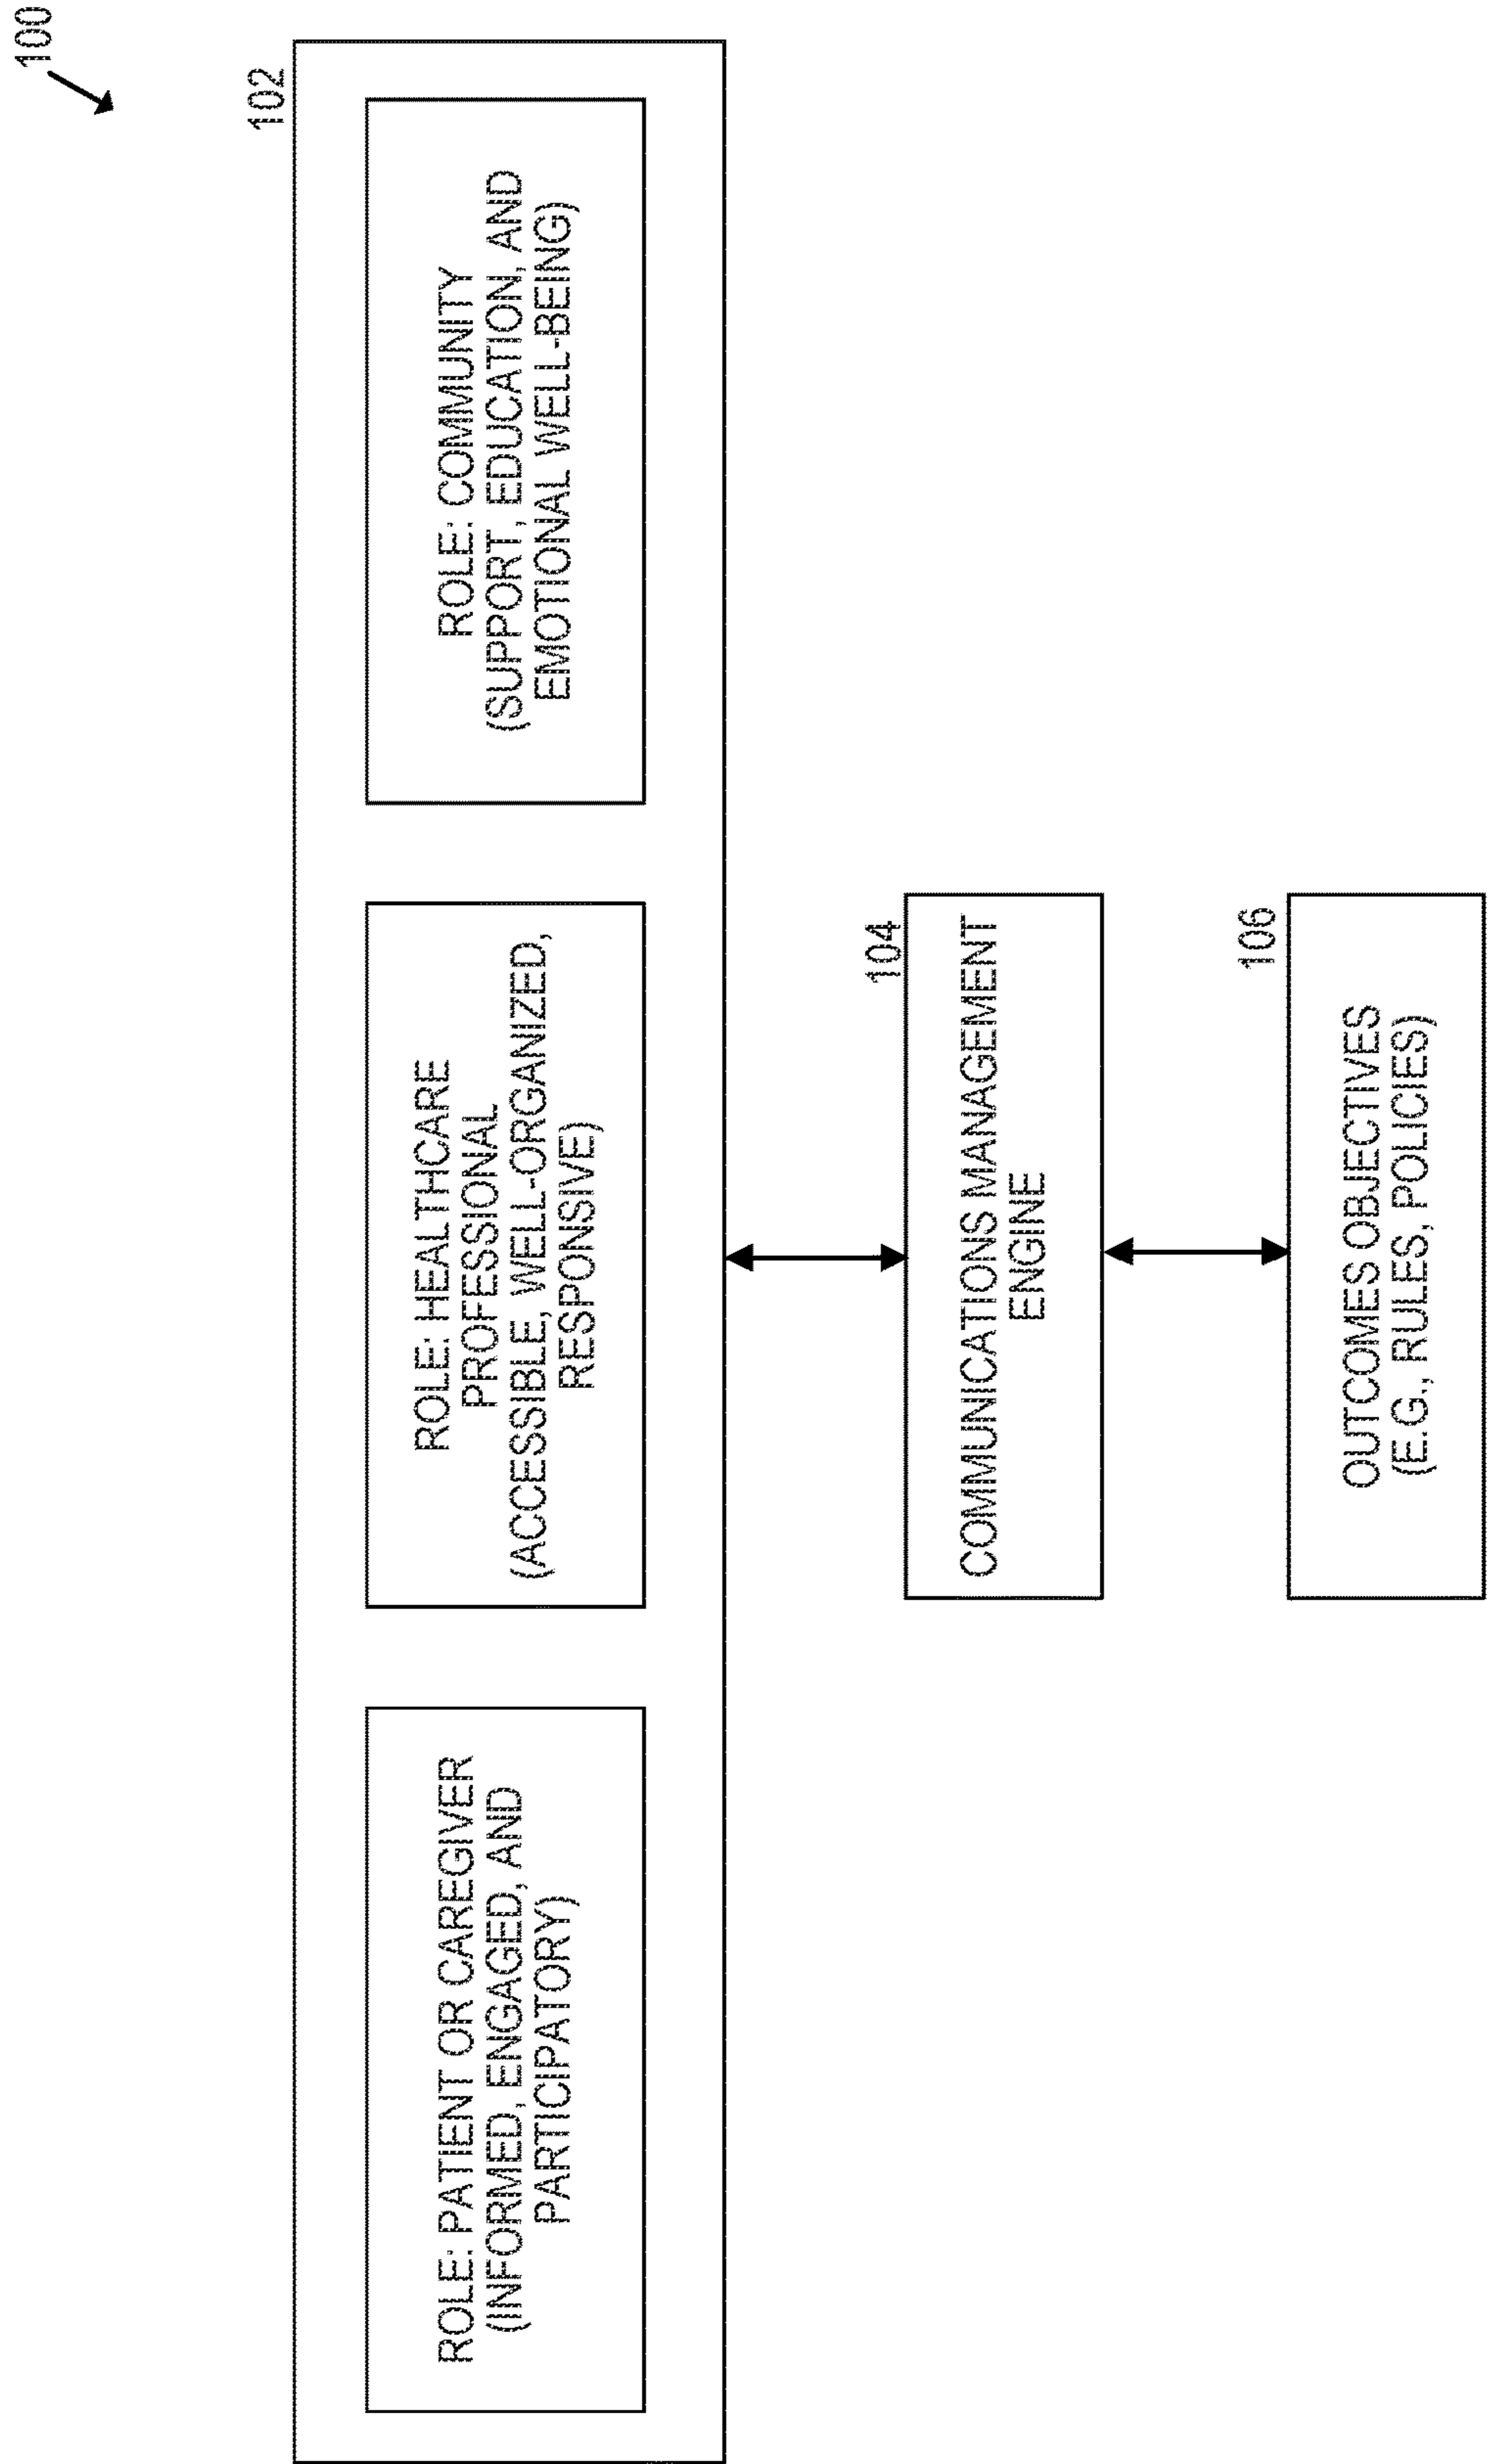 100
102
ROLE: PATIENT OR CAREGIVER
(INFORMED, ENGAGED, AND
PARTICIPATORY)
ROLE: HEALTHCARE
PROFESSIONAL
(ACCESSIBLE, WELL-ORGANIZED,
RESPONSIVE)
ROLE: COMMUNITY
(SUPPORT, EDUCATION, AND
EMOTIONAL WELL-BEING)
104
COMMUNICATIONS MANAGEMENT
ENGINE
106
OUTCOMES OBJECTIVES
(E.G., RULES, POLICIES)